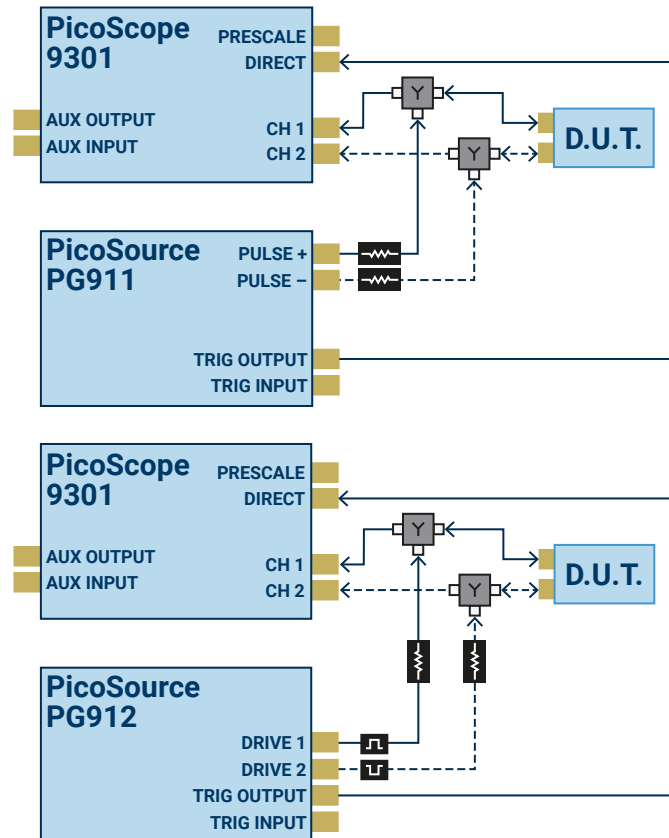 PicoScope
9301
PRESCALE
DIRECT
AUX OUTPUT
AUX INPUT
CH 1
CH 2
Y
Y
D.U.T.
PicoSource
PG911
PULSE +
PULSE –
TRIG OUTPUT
TRIG INPUT
PicoScope
9301
PRESCALE
DIRECT
AUX OUTPUT
AUX INPUT
CH 1
CH 2
Y
Y
D.U.T.
PicoSource
PG912
DRIVE 1
DRIVE 2
TRIG OUTPUT
TRIG INPUT